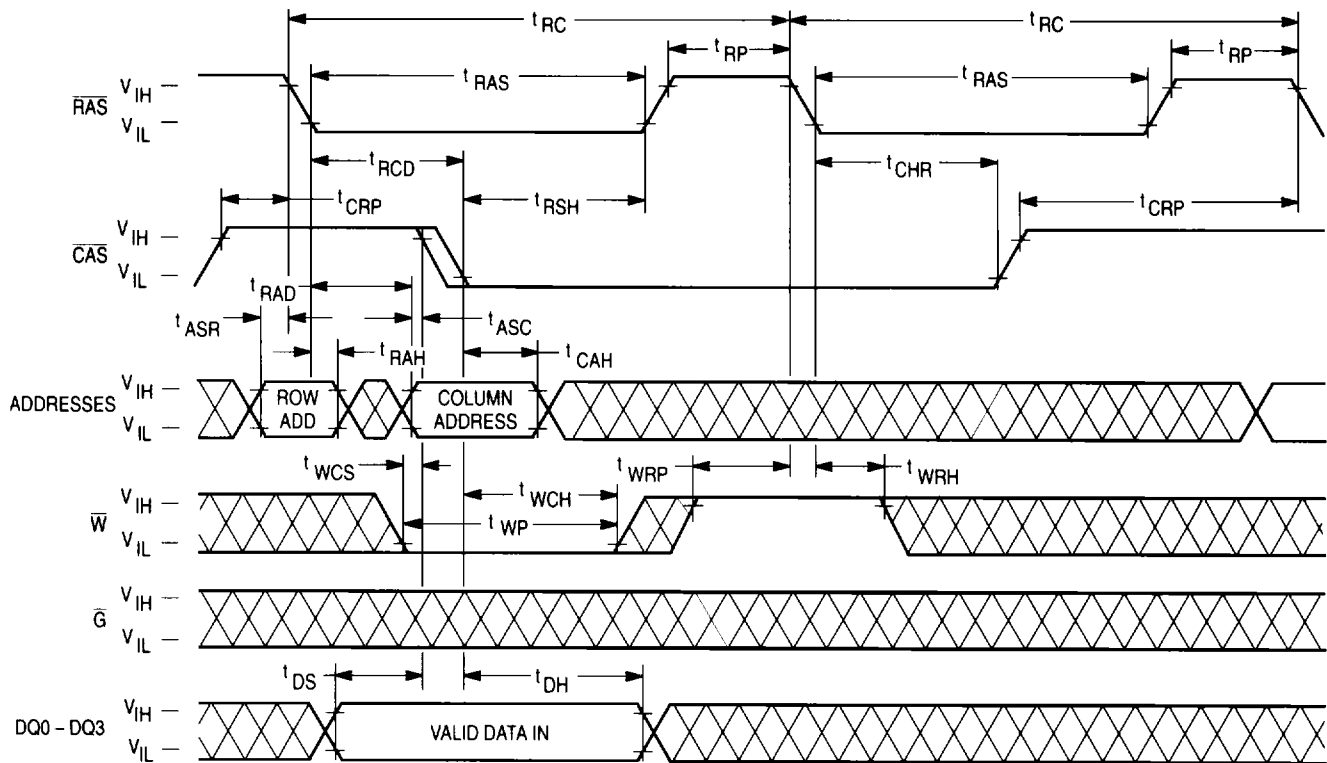 t RC t RC
t RP t RP
t RAS t RAS
RAS V IH
V IL
t RCD t CHR
t CRP t RSH t CRP
CAS V IH
V IL
t RAD
t ASR t ASC
t RAH t CAH
ADDRESSES V IH ROW ADD COLUMN ADDRESS
V IL
t WCS t WCH t WRP t WRH
W V IH t WP
V IL
G V IH
V IL
t DS t DH
DQ0 – DQ3 V IH VALID DATA IN
V IL